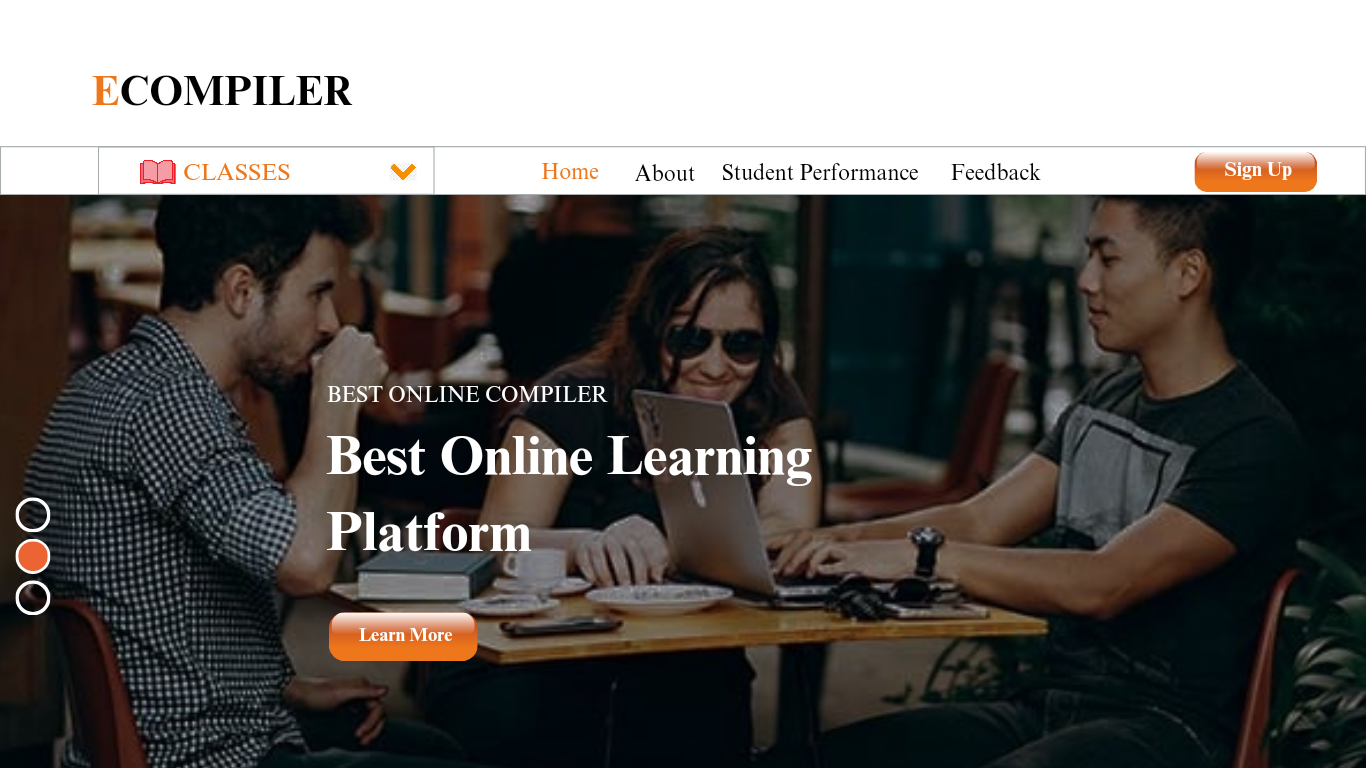 ECOMPILER
CLASSES
Home About Student Performance Feedback Sign Up
BEST ONLINE COMPILER
Best Online Learning
Platform
Learn More